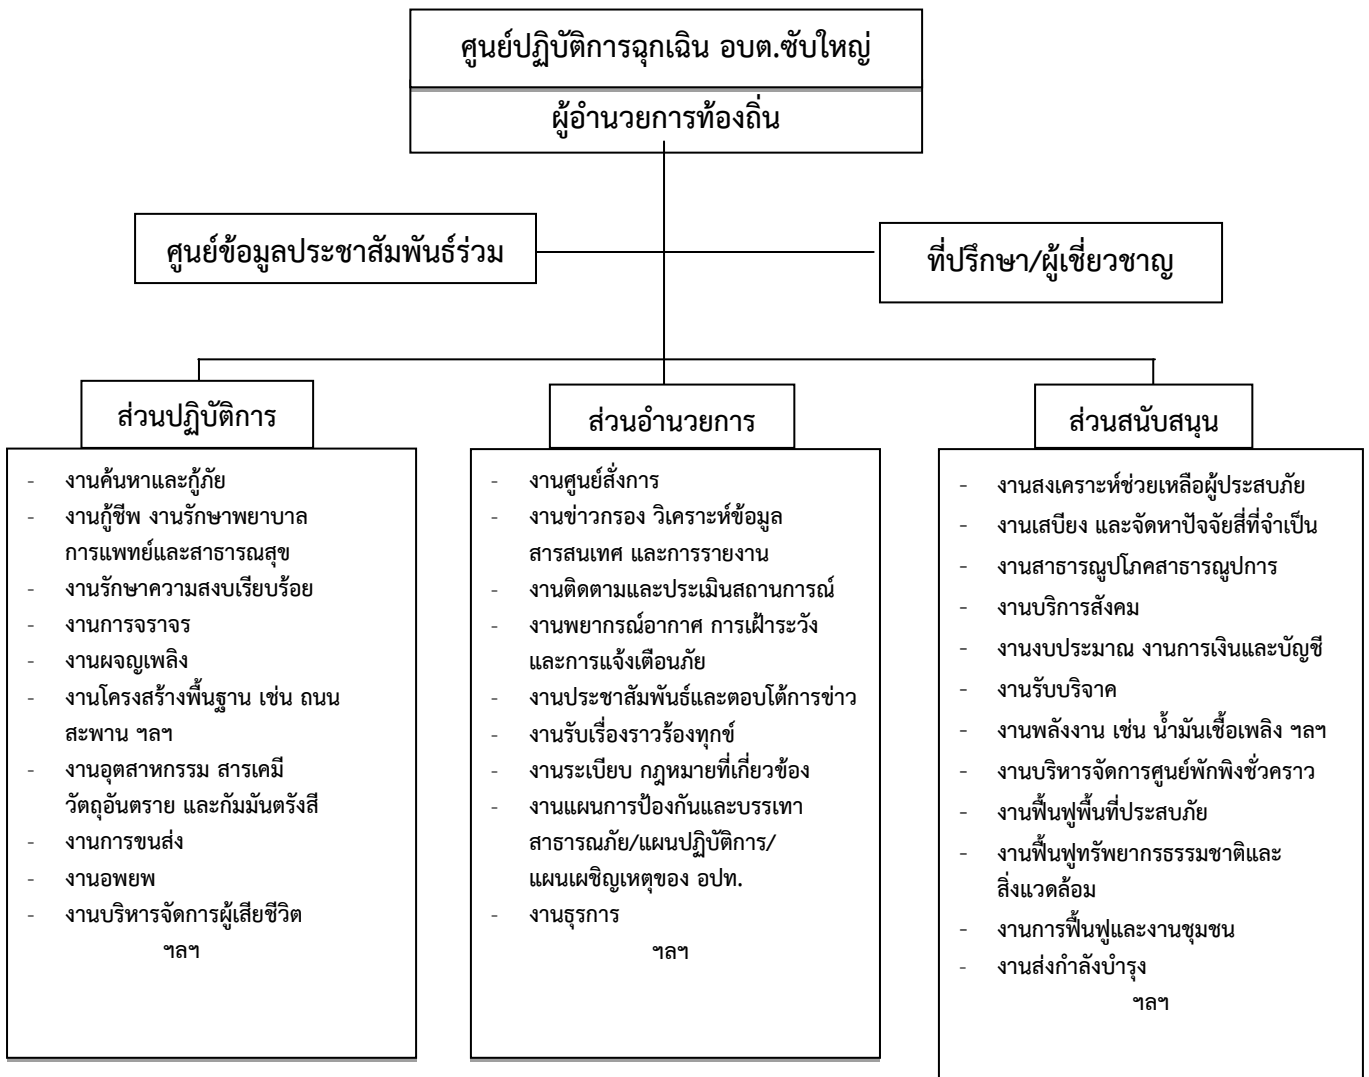 ศูนย์ปฏิบัติการฉุกเฉิน อบต.ซับใหญ่
ผู้อำนวยการท้องถิ่น
ศูนย์ข้อมูลประชาสัมพันธ์ร่วม
ที่ปรึกษา/ผู้เชี่ยวชาญ
ส่วนปฏิบัติการ
- งานค้นหาและกู้ภัย
- งานกู้ชีพ งานรักษาพยาบาล
การแพทย์และสาธารณสุข
- งานรักษาความสงบเรียบร้อย
- งานการจราจร
- งานผจญเพลิง
- งานโครงสร้างพื้นฐาน เช่น ถนน
สะพาน ฯลฯ
- งานอุตสาหกรรม สารเคมี
วัตถุอันตราย และกัมมันตรังสี
- งานการขนส่ง
- งานอพยพ
- งานบริหารจัดการผู้เสียชีวิต
ฯลฯ
ส่วนอำนวยการ
- งานศูนย์สั่งการ
- งานข่าวกรอง วิเคราะห์ข้อมูล
สารสนเทศ และการรายงาน
- งานติดตามและประเมินสถานการณ์
- งานพยากรณ์อากาศ การเฝ้าระวัง
และการแจ้งเตือนภัย
- งานประชาสัมพันธ์และตอบโต้การข่าว
- งานรับเรื่องราวร้องทุกข์
- งานระเบียบ กฎหมายที่เกี่ยวข้อง
- งานแผนการป้องกันและบรรเทา
สาธารณภัย/แผนปฏิบัติการ/
แผนเผชิญเหตุของ อปท.
- งานธุรการ
ฯลฯ
ส่วนสนับสนุน
- งานสงเคราะห์ช่วยเหลือผู้ประสบภัย
- งานเสบียง และจัดหาปัจจัยสี่ที่จำเป็น
- งานสาธารณูปโภคสาธารณูปการ
- งานบริการสังคม
- งานงบประมาณ งานการเงินและบัญชี
- งานรับบริจาค
- งานพลังงาน เช่น น้ำมันเชื้อเพลิง ฯลฯ
- งานบริหารจัดการศูนย์พักพิงชั่วคราว
- งานฟื้นฟูพื้นที่ประสบภัย
- งานฟื้นฟูทรัพยากรธรรมชาติและ
สิ่งแวดล้อม
- งานการฟื้นฟูและงานชุมชน
- งานส่งกำลังบำรุง
ฯลฯ